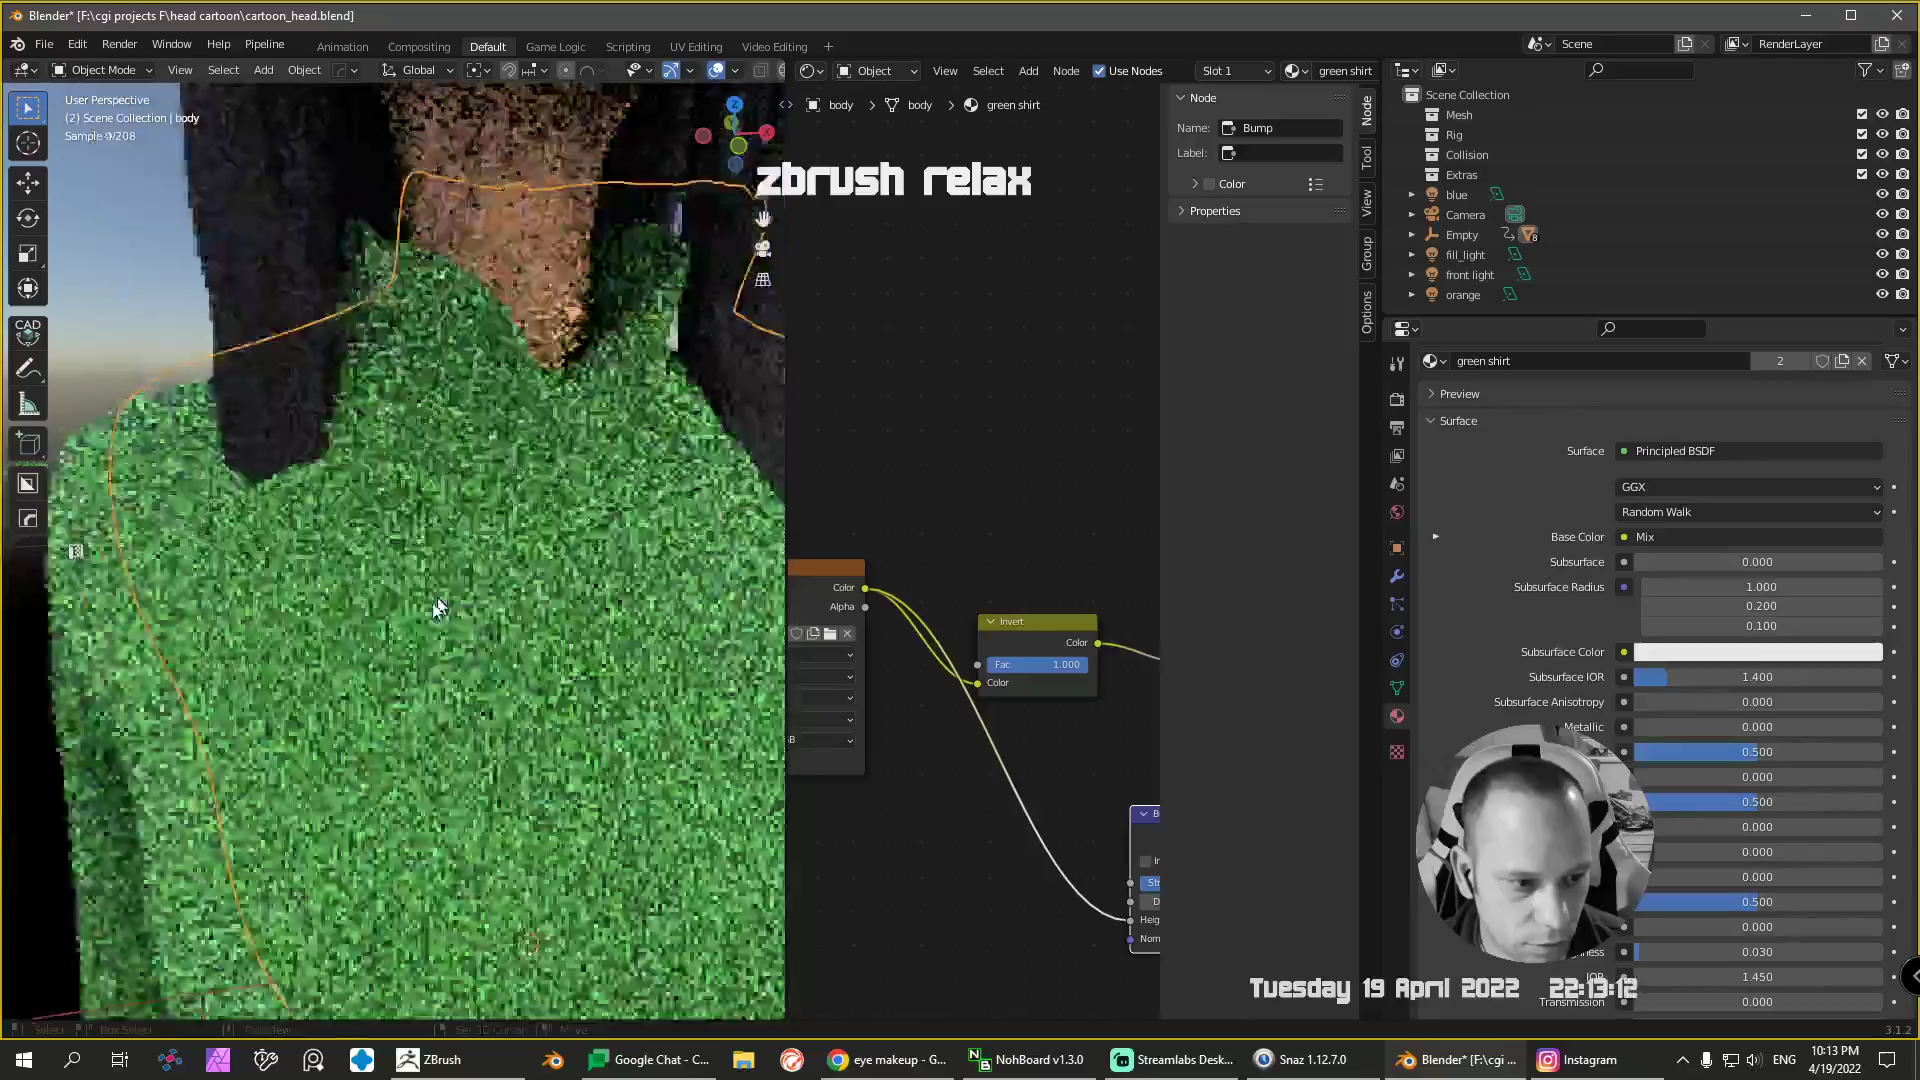 Blender* [F:\cgi projects F\head cartoon\cartoon_head.blend]
File Edit Render Window Help Pipeline Animation Compositing Default Game Logic Scripting UV Editing Video Editing + Scene RenderLayer
Object Mode View Select Add Object Global Object View Select Add Node Use Nodes Slot 1 green shirt
User Perspective
(2) Scene Collection | body
body > body > green shirt
zbrush relax
CAD
Z
X
Color
Alpha
Invert
Color
Fac 1.000
Color
Node
Name: Bump
Label:
Color
Properties
Node
Tool
View
Group
Options
Scene Collection
Mesh
Rig
Collision
Extras
blue
Camera
Empty 8
fill_light
front light
orange
green shirt 2
Preview
Surface
Surface Principled BSDF
GGX
Random Walk
Base Color Mix
Subsurface 0.000
Subsurface Radius 1.000
0.200
0.100
Subsurface Color
Subsurface IOR 1.400
Subsurface Anisotropy 0.000
Metallic 0.000
0.500
0.000
0.500
0.000
0.000
0.000
0.500
0.000
0.030
IOR 1.450
Transmission 0.000
Tuesday 19 April 2022 22:13:12
3.1.2
ZBrush Google Chat - C... eye makeup - G... NohBoard v1.3.0 Streamlabs Desk... Snaz 1.12.7.0 Blender* [F:\cgi ... Instagram ENG 10:13 PM
4/19/2022